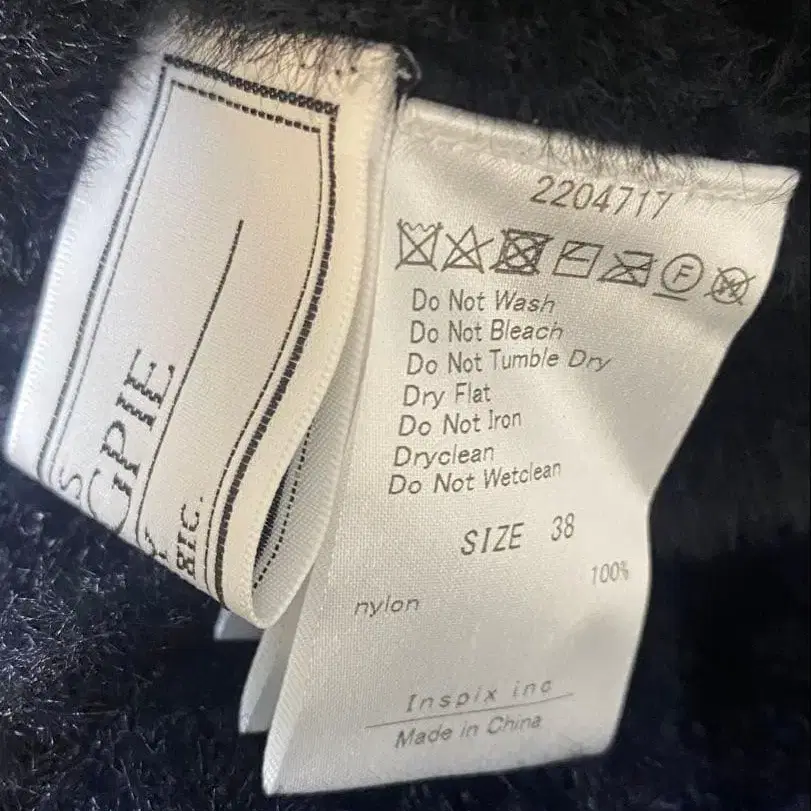 2204717
F
Do Not Wash
Do Not Bleach
Do Not Tumble Dry
Dry Flat
Do Not Iron
Dryclean
Do Not Wetclean
SIZE 38
nylon 100%
Inspix inc
Made in China
S
GPIE